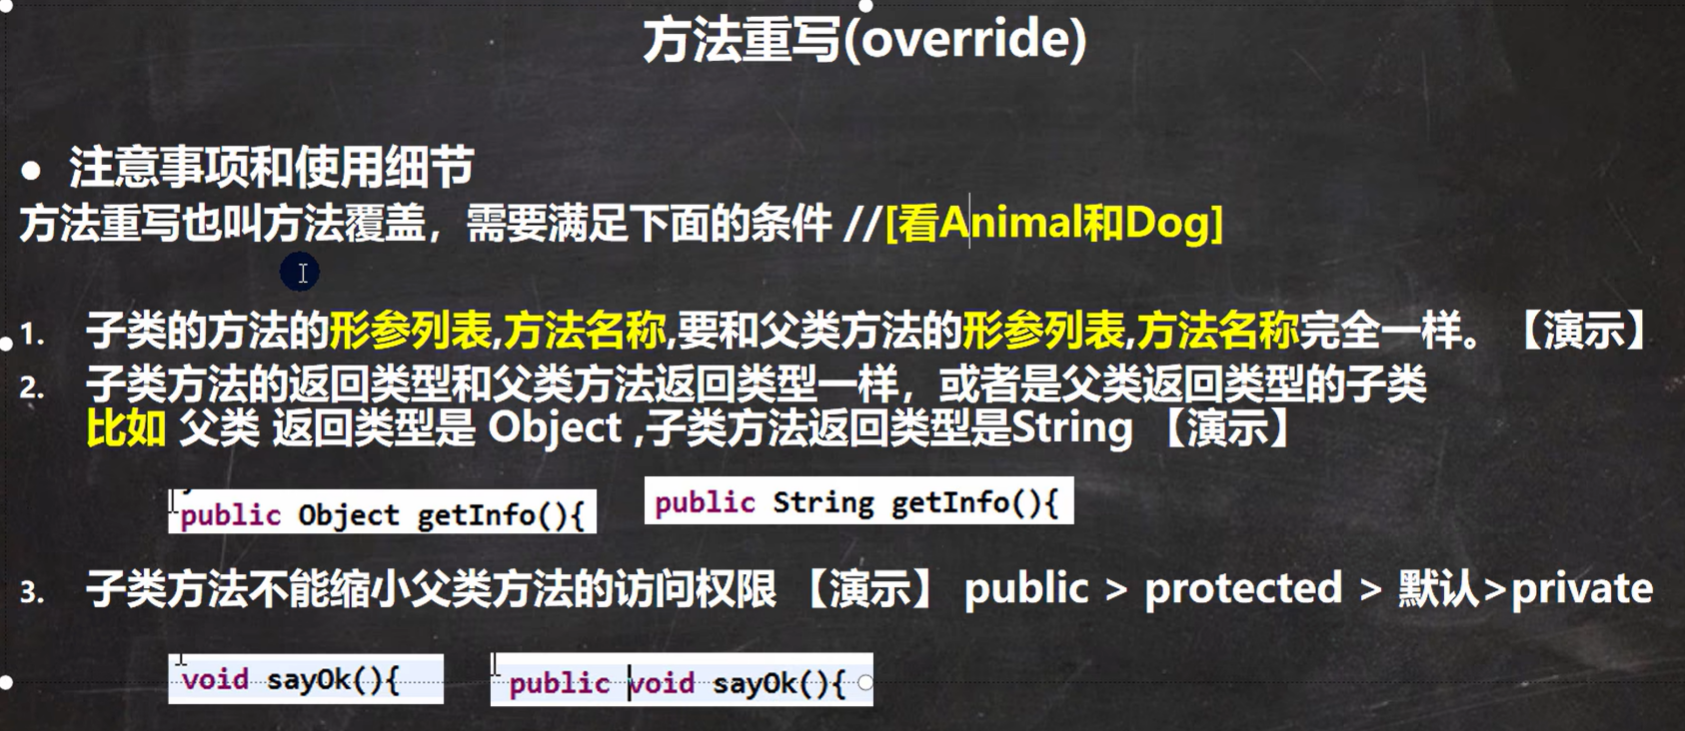 方法重写(override)
● 注意事项和使用细节
方法重写也叫方法覆盖，需要满足下面的条件 //[看Animal和Dog]
1. 子类的方法的形参列表,方法名称,要和父类方法的形参列表,方法名称完全一样。【演示】
2. 子类方法的返回类型和父类方法返回类型一样，或者是父类返回类型的子类
比如 父类 返回类型是 Object ,子类方法返回类型是String 【演示】
public Object getInfo(){
public String getInfo(){
3. 子类方法不能缩小父类方法的访问权限 【演示】 public > protected > 默认>private
void sayOk(){
public void sayOk(){